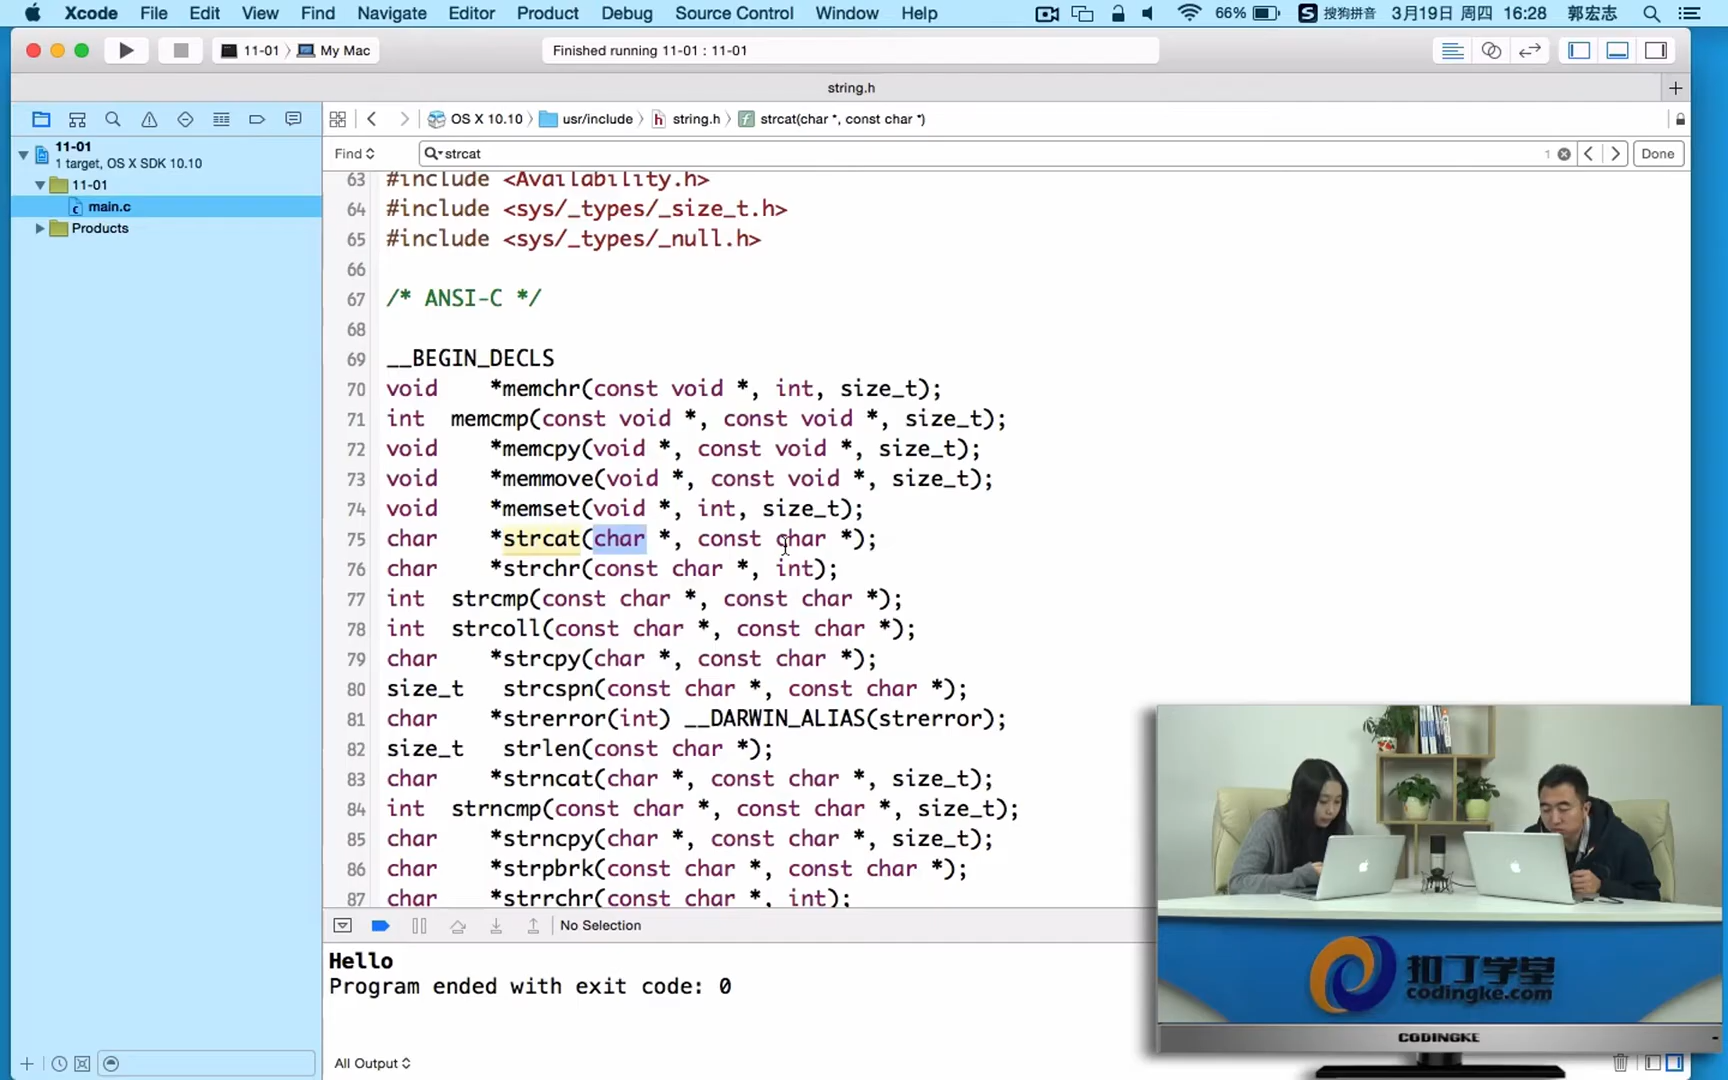 Xcode File Edit View Find Navigate Editor Product Debug Source Control Window Help 66% S 搜狗拼音 3月19日 周四 16:28 郭宏志
11-01 My Mac Finished running 11-01 : 11-01
string.h
OS X 10.10 usr/include string.h strcat(char *, const char *)
Find strcat 1 Done
11-01
1 target, OS X SDK 10.10
11-01
main.c
Products
63 #include <Availability.h>
64 #include <sys/_types/_size_t.h>
65 #include <sys/_types/_null.h>
66
67 /* ANSI-C */
68
69 __BEGIN_DECLS
70 void *memchr(const void *, int, size_t);
71 int memcmp(const void *, const void *, size_t);
72 void *memcpy(void *, const void *, size_t);
73 void *memmove(void *, const void *, size_t);
74 void *memset(void *, int, size_t);
75 char *strcat(char *, const char *);
76 char *strchr(const char *, int);
77 int strcmp(const char *, const char *);
78 int strcoll(const char *, const char *);
79 char *strcpy(char *, const char *);
80 size_t strcspn(const char *, const char *);
81 char *strerror(int) __DARWIN_ALIAS(strerror);
82 size_t strlen(const char *);
83 char *strncat(char *, const char *, size_t);
84 int strncmp(const char *, const char *, size_t);
85 char *strncpy(char *, const char *, size_t);
86 char *strpbrk(const char *, const char *);
87 char *strrchr(const char *, int);
No Selection
Hello
Program ended with exit code: 0
All Output
扣丁学堂
codingke.com
CODINGKE